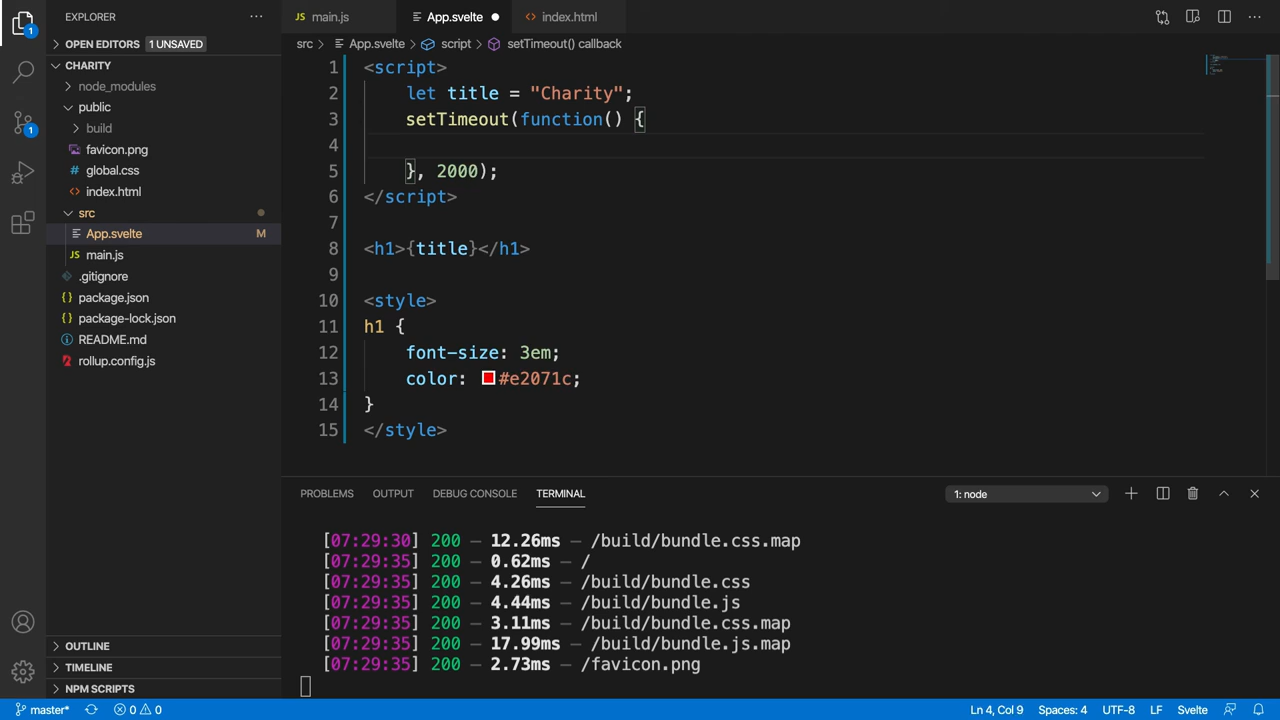 EXPLORER
main.js
App.svelte
index.html
OPEN EDITORS 1 UNSAVED
src > App.svelte > script > setTimeout() callback
CHARITY
node_modules
public
build
favicon.png
global.css
index.html
src
App.svelte M
main.js
.gitignore
package.json
package-lock.json
README.md
rollup.config.js
OUTLINE
TIMELINE
NPM SCRIPTS
1
1
1 <script>
2 let title = "Charity";
3 setTimeout(function() {
4
5 }, 2000);
6 </script>
7
8 <h1>{title}</h1>
9
10 <style>
11 h1 {
12 font-size: 3em;
13 color: #e2071c;
14 }
15 </style>
PROBLEMS OUTPUT DEBUG CONSOLE TERMINAL 1: node
[07:29:30] 200 — 12.26ms — /build/bundle.css.map
[07:29:35] 200 — 0.62ms — /
[07:29:35] 200 — 4.26ms — /build/bundle.css
[07:29:35] 200 — 4.44ms — /build/bundle.js
[07:29:35] 200 — 3.11ms — /build/bundle.css.map
[07:29:35] 200 — 17.99ms — /build/bundle.js.map
[07:29:35] 200 — 2.73ms — /favicon.png
master* 0 0 Ln 4, Col 9 Spaces: 4 UTF-8 LF Svelte